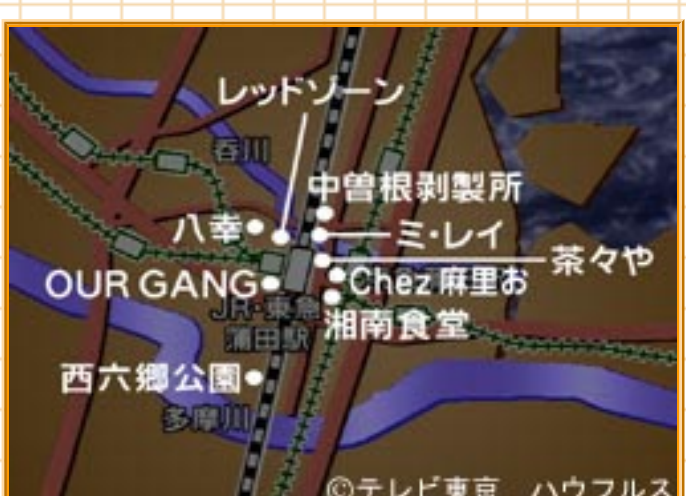 レッドゾーン
呑川
中曽根剥製所
八幸
ミ・レイ
茶々や
OUR GANG
Chez 麻里お
JR・東急
蒲田駅
湘南食堂
西六郷公園
多摩川
©テレビ東京 ハウフルス